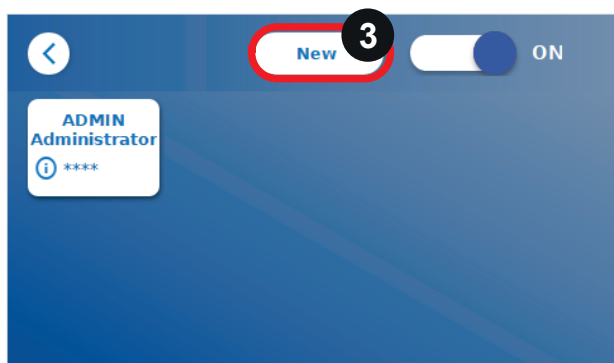 New
3
ON
ADMIN
Administrator
i ****